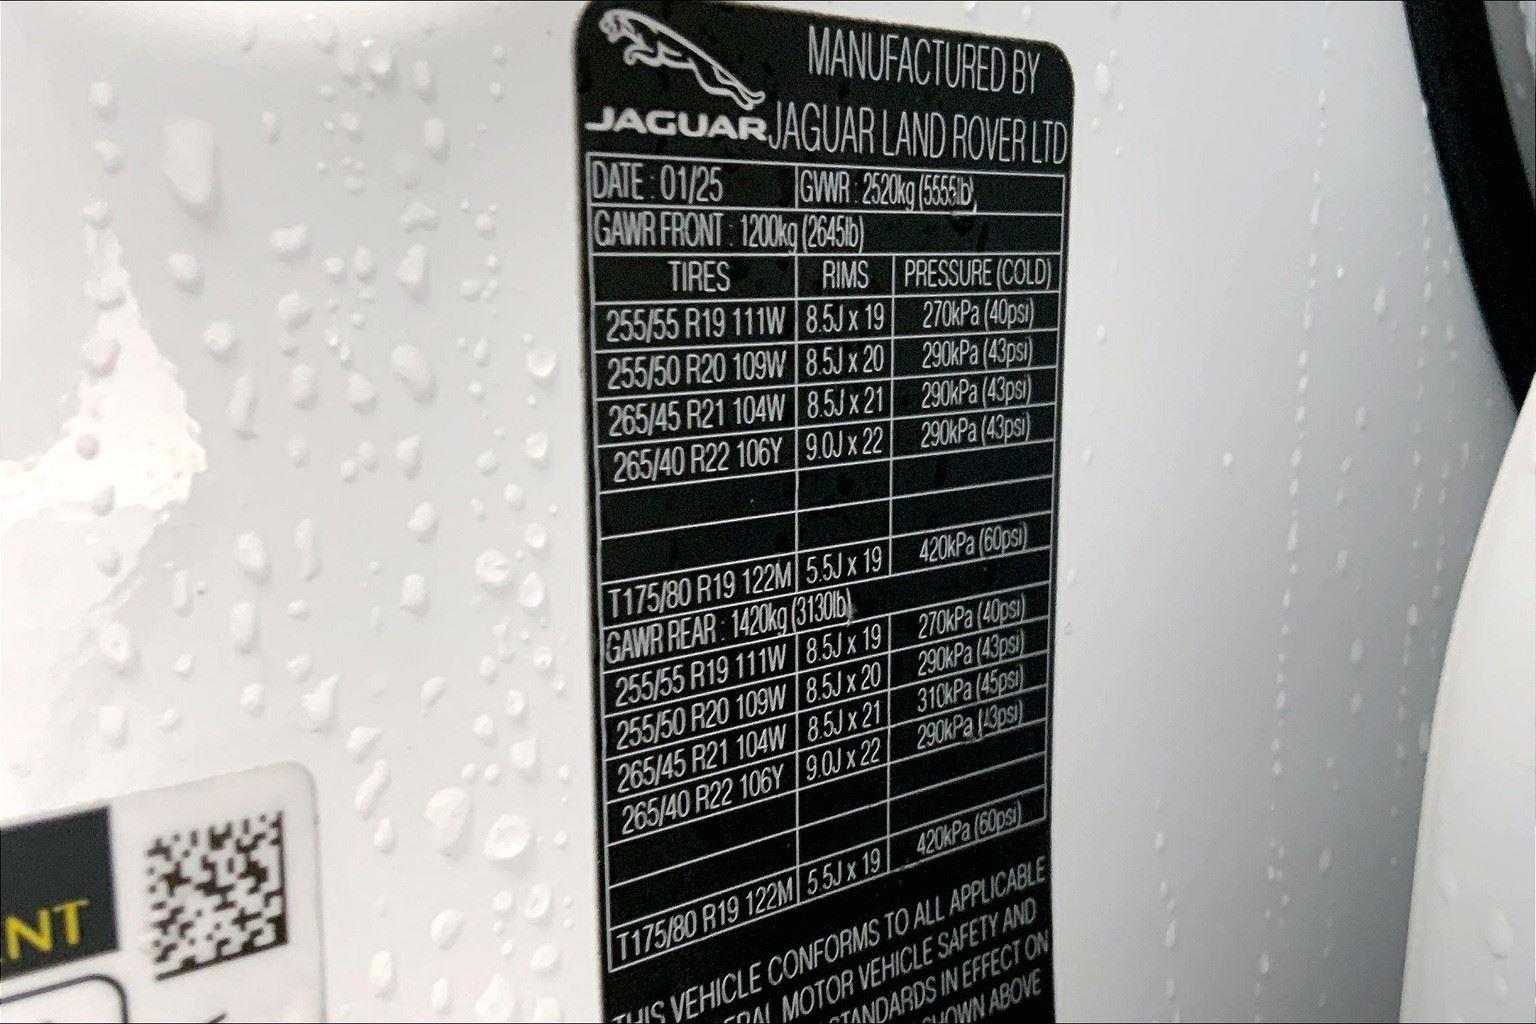 JAGUAR
MANUFACTURED BY
JAGUAR LAND ROVER LTD
DATE : 01/25 GVWR : 2520kg (5555lb)
GAWR FRONT : 1200kg (2645lb)
TIRES RIMS PRESSURE (COLD)
255/55 R19 111W 8.5J x 19 270kPa (40psi)
255/50 R20 109W 8.5J x 20 290kPa (43psi)
265/45 R21 104W 8.5J x 21 290kPa (43psi)
265/40 R22 106Y 9.0J x 22 290kPa (43psi)
T175/80 R19 122M 5.5J x 19 420kPa (60psi)
GAWR REAR : 1420kg (3130lb)
255/55 R19 111W 8.5J x 19 270kPa (40psi)
255/50 R20 109W 8.5J x 20 290kPa (43psi)
265/45 R21 104W 8.5J x 21 310kPa (45psi)
265/40 R22 106Y 9.0J x 22 290kPa (43psi)
T175/80 R19 122M 5.5J x 19 420kPa (60psi)
THIS VEHICLE CONFORMS TO ALL APPLICABLE
MOTOR VEHICLE SAFETY AND
STANDARDS IN EFFECT ON
SHOWN ABOVE